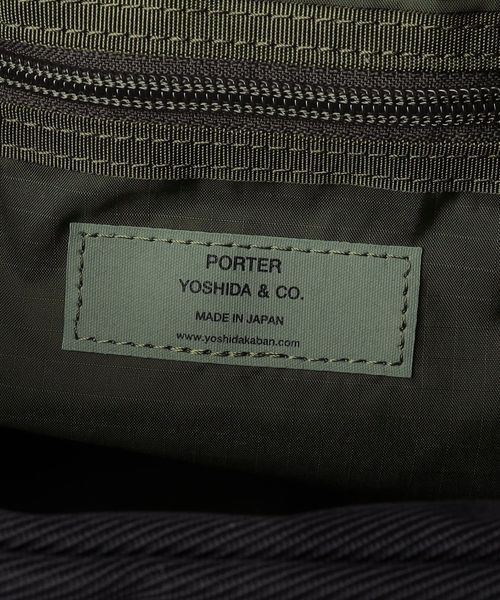 PORTER
YOSHIDA & CO.
MADE IN JAPAN
www.yoshidakaban.com